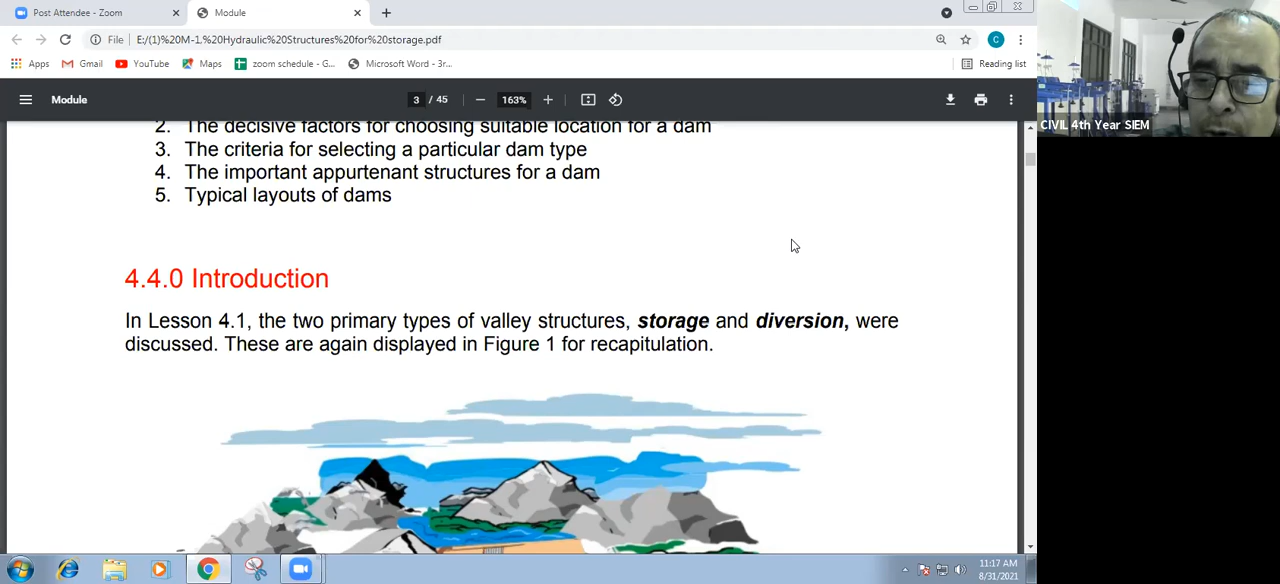 Post Attendee - Zoom
Module
File
E:/(1)%20M-1.%20Hydraulic%20Structures%20for%20storage.pdf
C
Apps
Gmail
YouTube
Maps
zoom schedule - G...
Microsoft Word - 3r...
Reading list
Module
3 / 45
163%
2. The decisive factors for choosing suitable location for a dam
3. The criteria for selecting a particular dam type
4. The important appurtenant structures for a dam
5. Typical layouts of dams
4.4.0 Introduction
In Lesson 4.1, the two primary types of valley structures, storage and diversion, were
discussed. These are again displayed in Figure 1 for recapitulation.
CIVIL 4th Year SIEM
11:17 AM
8/31/2021